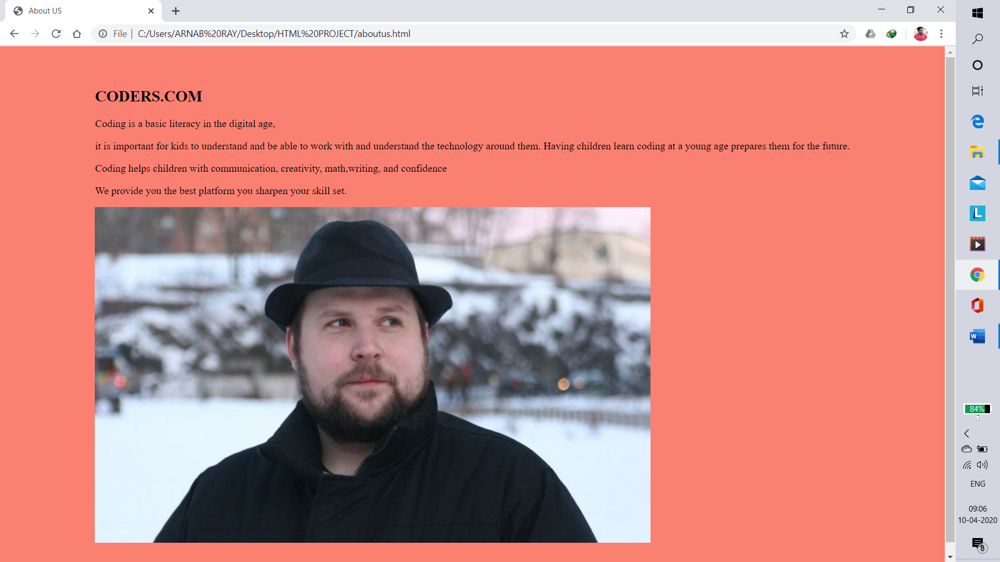 About US
File
C:/Users/ARNAB%20RAY/Desktop/HTML%20PROJECT/aboutus.html
CODERS.COM
Coding is a basic literacy in the digital age,
it is important for kids to understand and be able to work with and understand the technology around them. Having children learn coding at a young age prepares them for the future.
Coding helps children with communication, creativity, math,writing, and confidence
We provide you the best platform you sharpen your skill set.
L
W
84%
ENG
09:06
10-04-2020
8